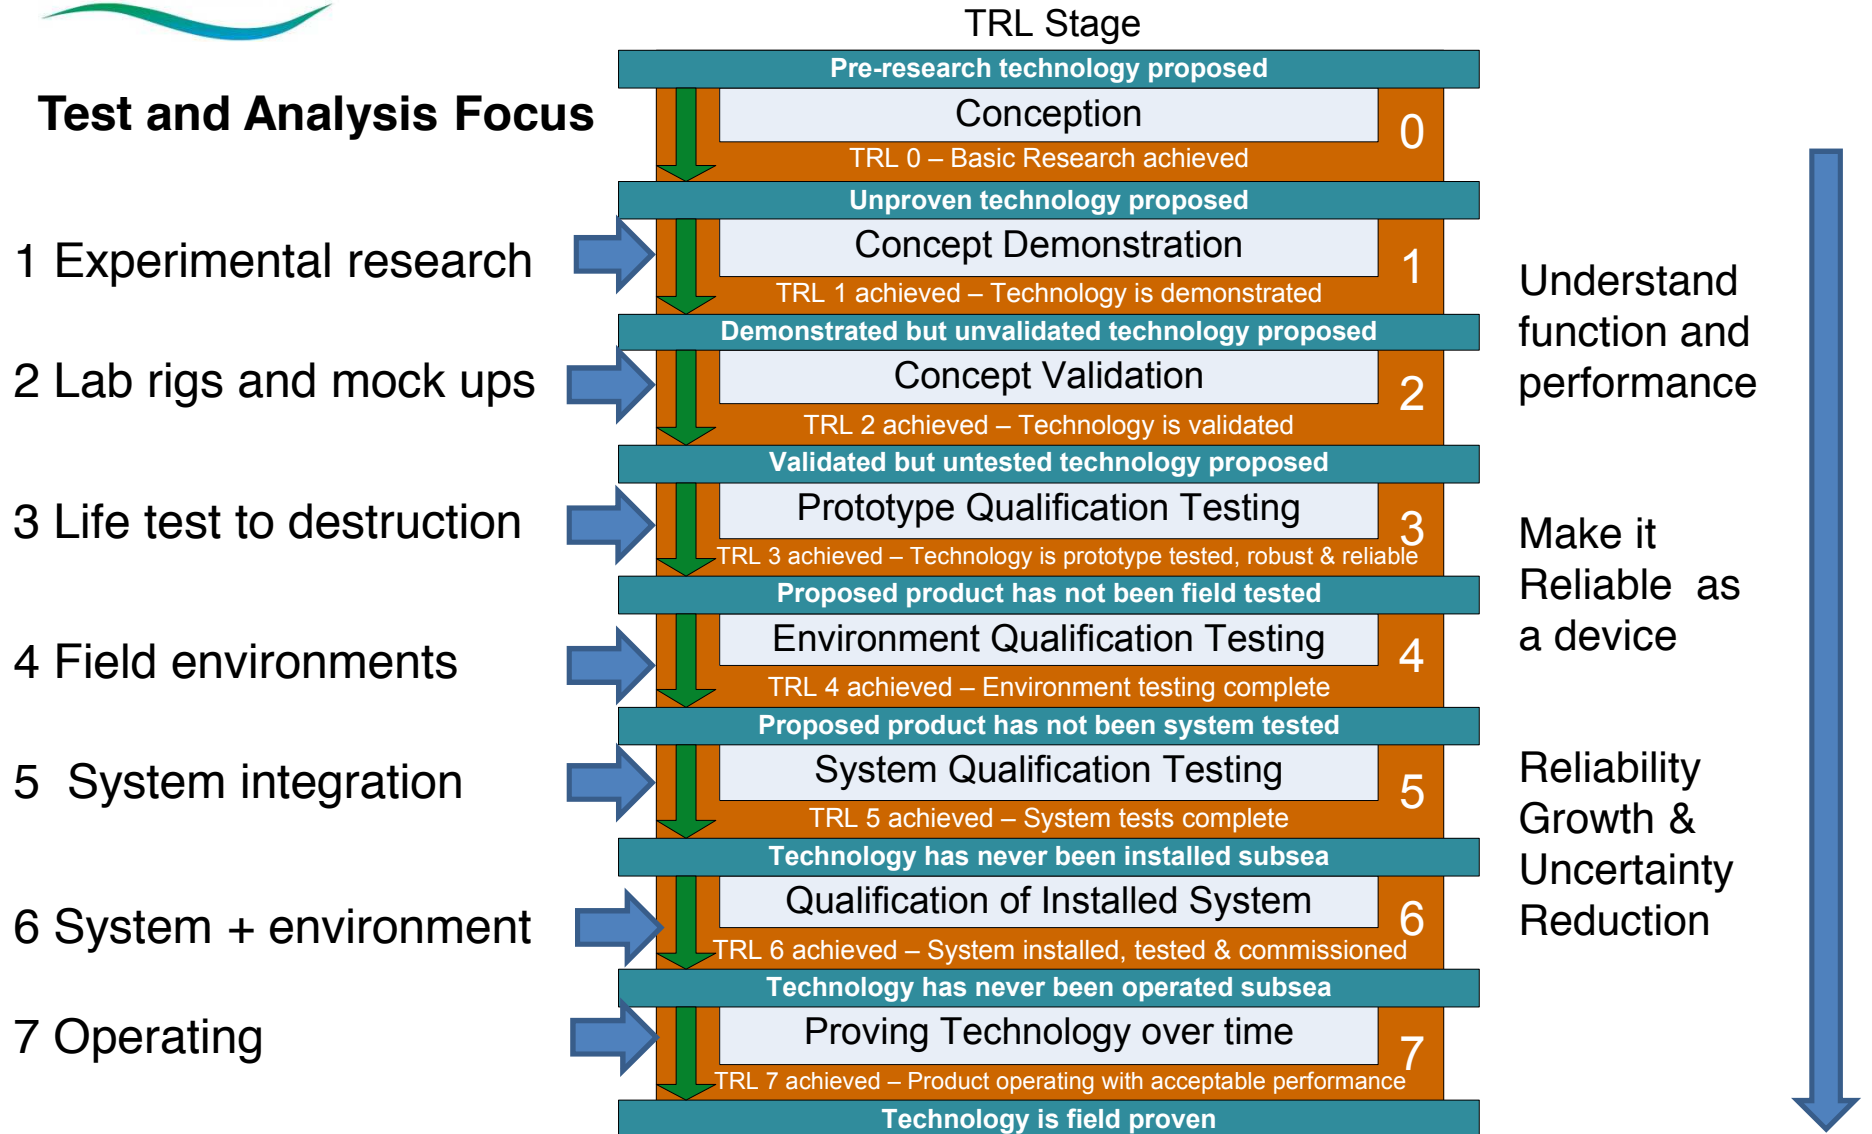 TRL Stage
Test and Analysis Focus
Pre-research technology proposed
Conception
0
TRL 0 – Basic Research achieved
Unproven technology proposed
1 Experimental research
Concept Demonstration
1
TRL 1 achieved – Technology is demonstrated
Demonstrated but unvalidated technology proposed
2 Lab rigs and mock ups
Concept Validation
2
TRL 2 achieved – Technology is validated
Validated but untested technology proposed
3 Life test to destruction
Prototype Qualification Testing
3
TRL 3 achieved – Technology is prototype tested, robust & reliable
Proposed product has not been field tested
4 Field environments
Environment Qualification Testing
4
TRL 4 achieved – Environment testing complete
Proposed product has not been system tested
5 System integration
System Qualification Testing
5
TRL 5 achieved – System tests complete
Technology has never been installed subsea
6 System + environment
Qualification of Installed System
6
TRL 6 achieved – System installed, tested & commissioned
Technology has never been operated subsea
7 Operating
Proving Technology over time
7
TRL 7 achieved – Product operating with acceptable performance
Technology is field proven
Understand
function and
performance
Make it
Reliable as
a device
Reliability
Growth &
Uncertainty
Reduction